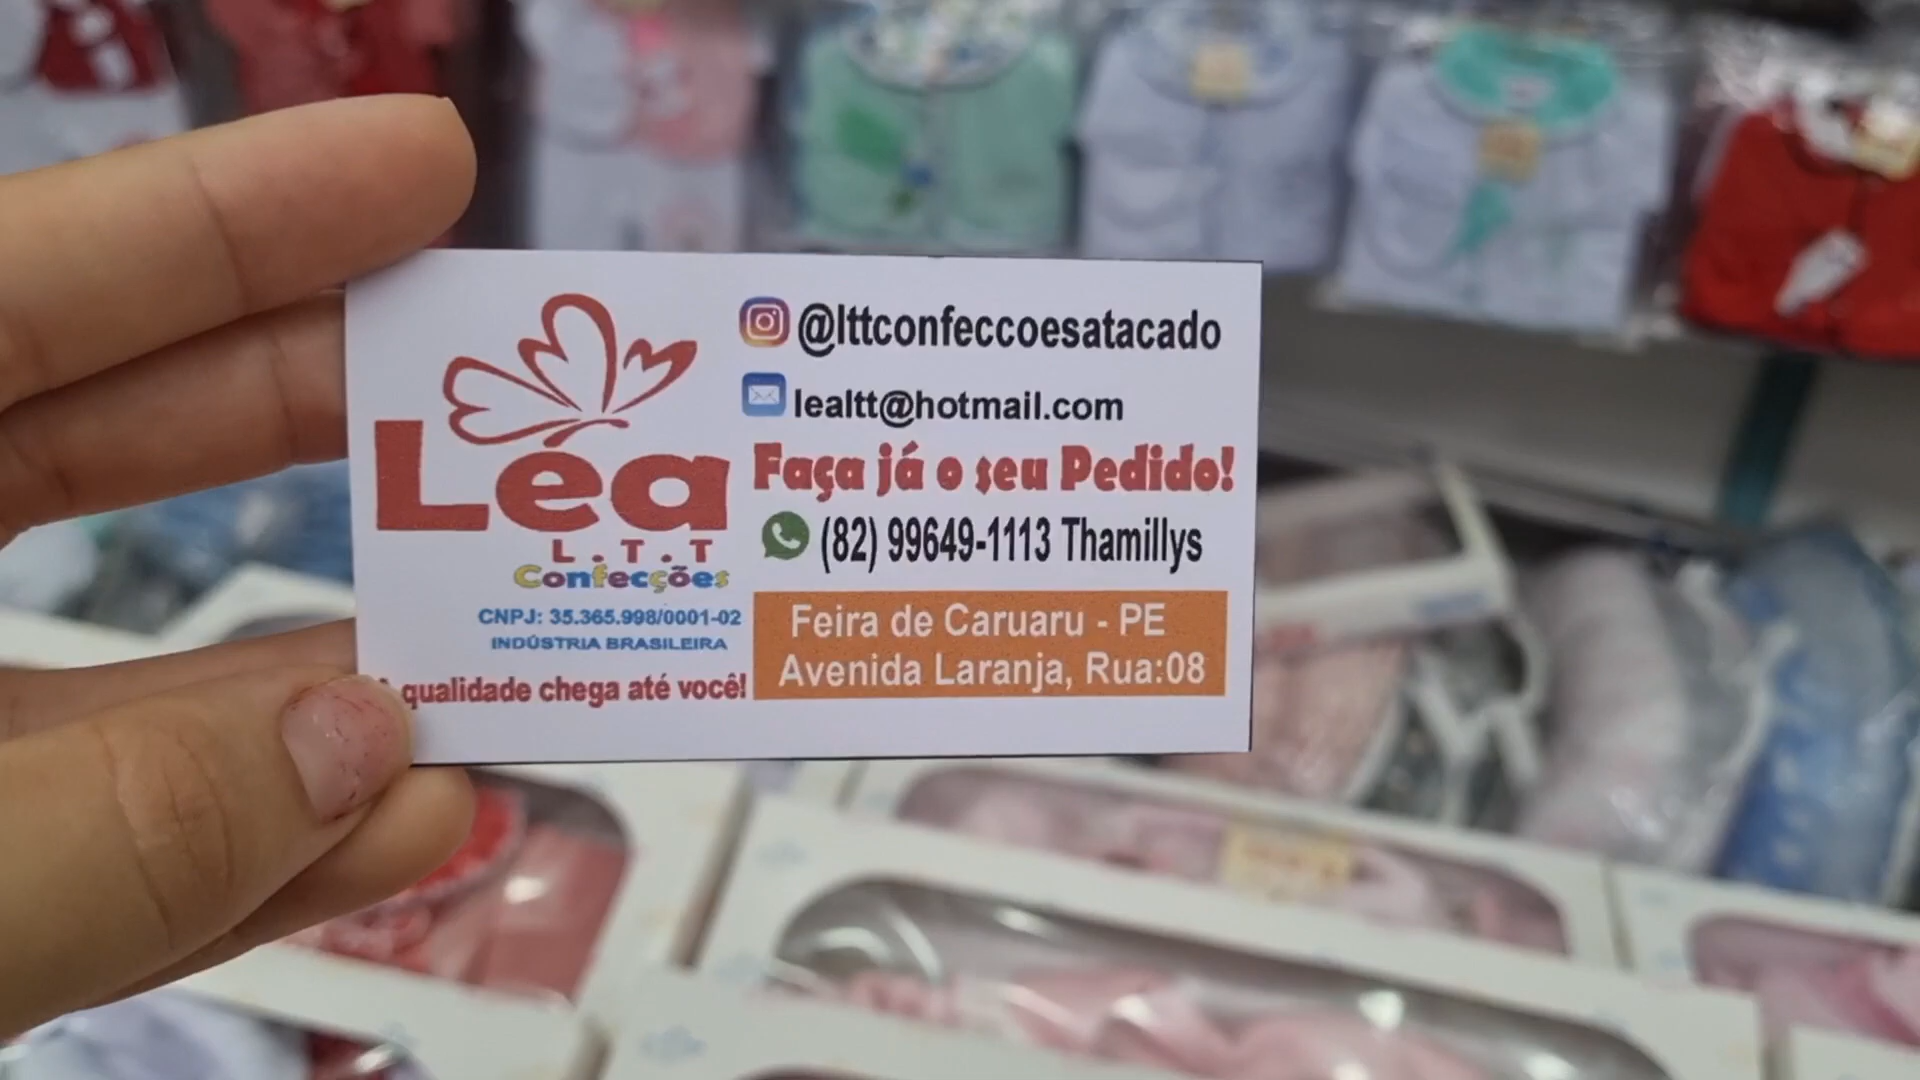 Léa
L.T.T
Confecções
CNPJ: 35.365.998/0001-02
INDÚSTRIA BRASILEIRA
qualidade chega até você!
@lttconfeccoesatacado
lealtt@hotmail.com
Faça já o seu Pedido!
(82) 99649-1113 Thamillys
Feira de Caruaru - PE
Avenida Laranja, Rua:08